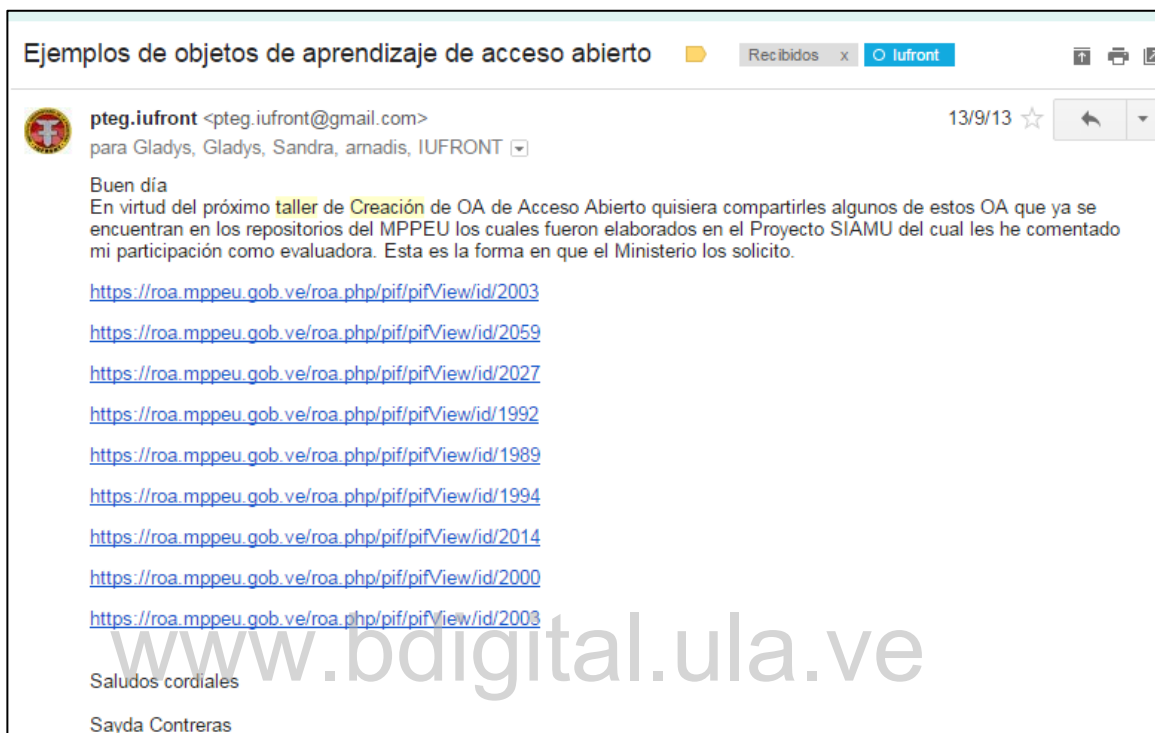 Ejemplos de objetos de aprendizaje de acceso abierto Recibidos x Iufront
pteg.iufront <pteg.iufront@gmail.com> 13/9/13
para Gladys, Gladys, Sandra, arnadis, IUFRONT
Buen día
En virtud del próximo taller de Creación de OA de Acceso Abierto quisiera compartirles algunos de estos OA que ya se
encuentran en los repositorios del MPPEU los cuales fueron elaborados en el Proyecto SIAMU del cual les he comentado
mi participación como evaluadora. Esta es la forma en que el Ministerio los solicito.
https://roa.mppeu.gob.ve/roa.php/pif/pifView/id/2003
https://roa.mppeu.gob.ve/roa.php/pif/pifView/id/2059
https://roa.mppeu.gob.ve/roa.php/pif/pifView/id/2027
https://roa.mppeu.gob.ve/roa.php/pif/pifView/id/1992
https://roa.mppeu.gob.ve/roa.php/pif/pifView/id/1989
https://roa.mppeu.gob.ve/roa.php/pif/pifView/id/1994
https://roa.mppeu.gob.ve/roa.php/pif/pifView/id/2014
https://roa.mppeu.gob.ve/roa.php/pif/pifView/id/2000
https://roa.mppeu.gob.ve/roa.php/pif/pifView/id/2003
www.bdigital.ula.ve
Saludos cordiales
Sayda Contreras